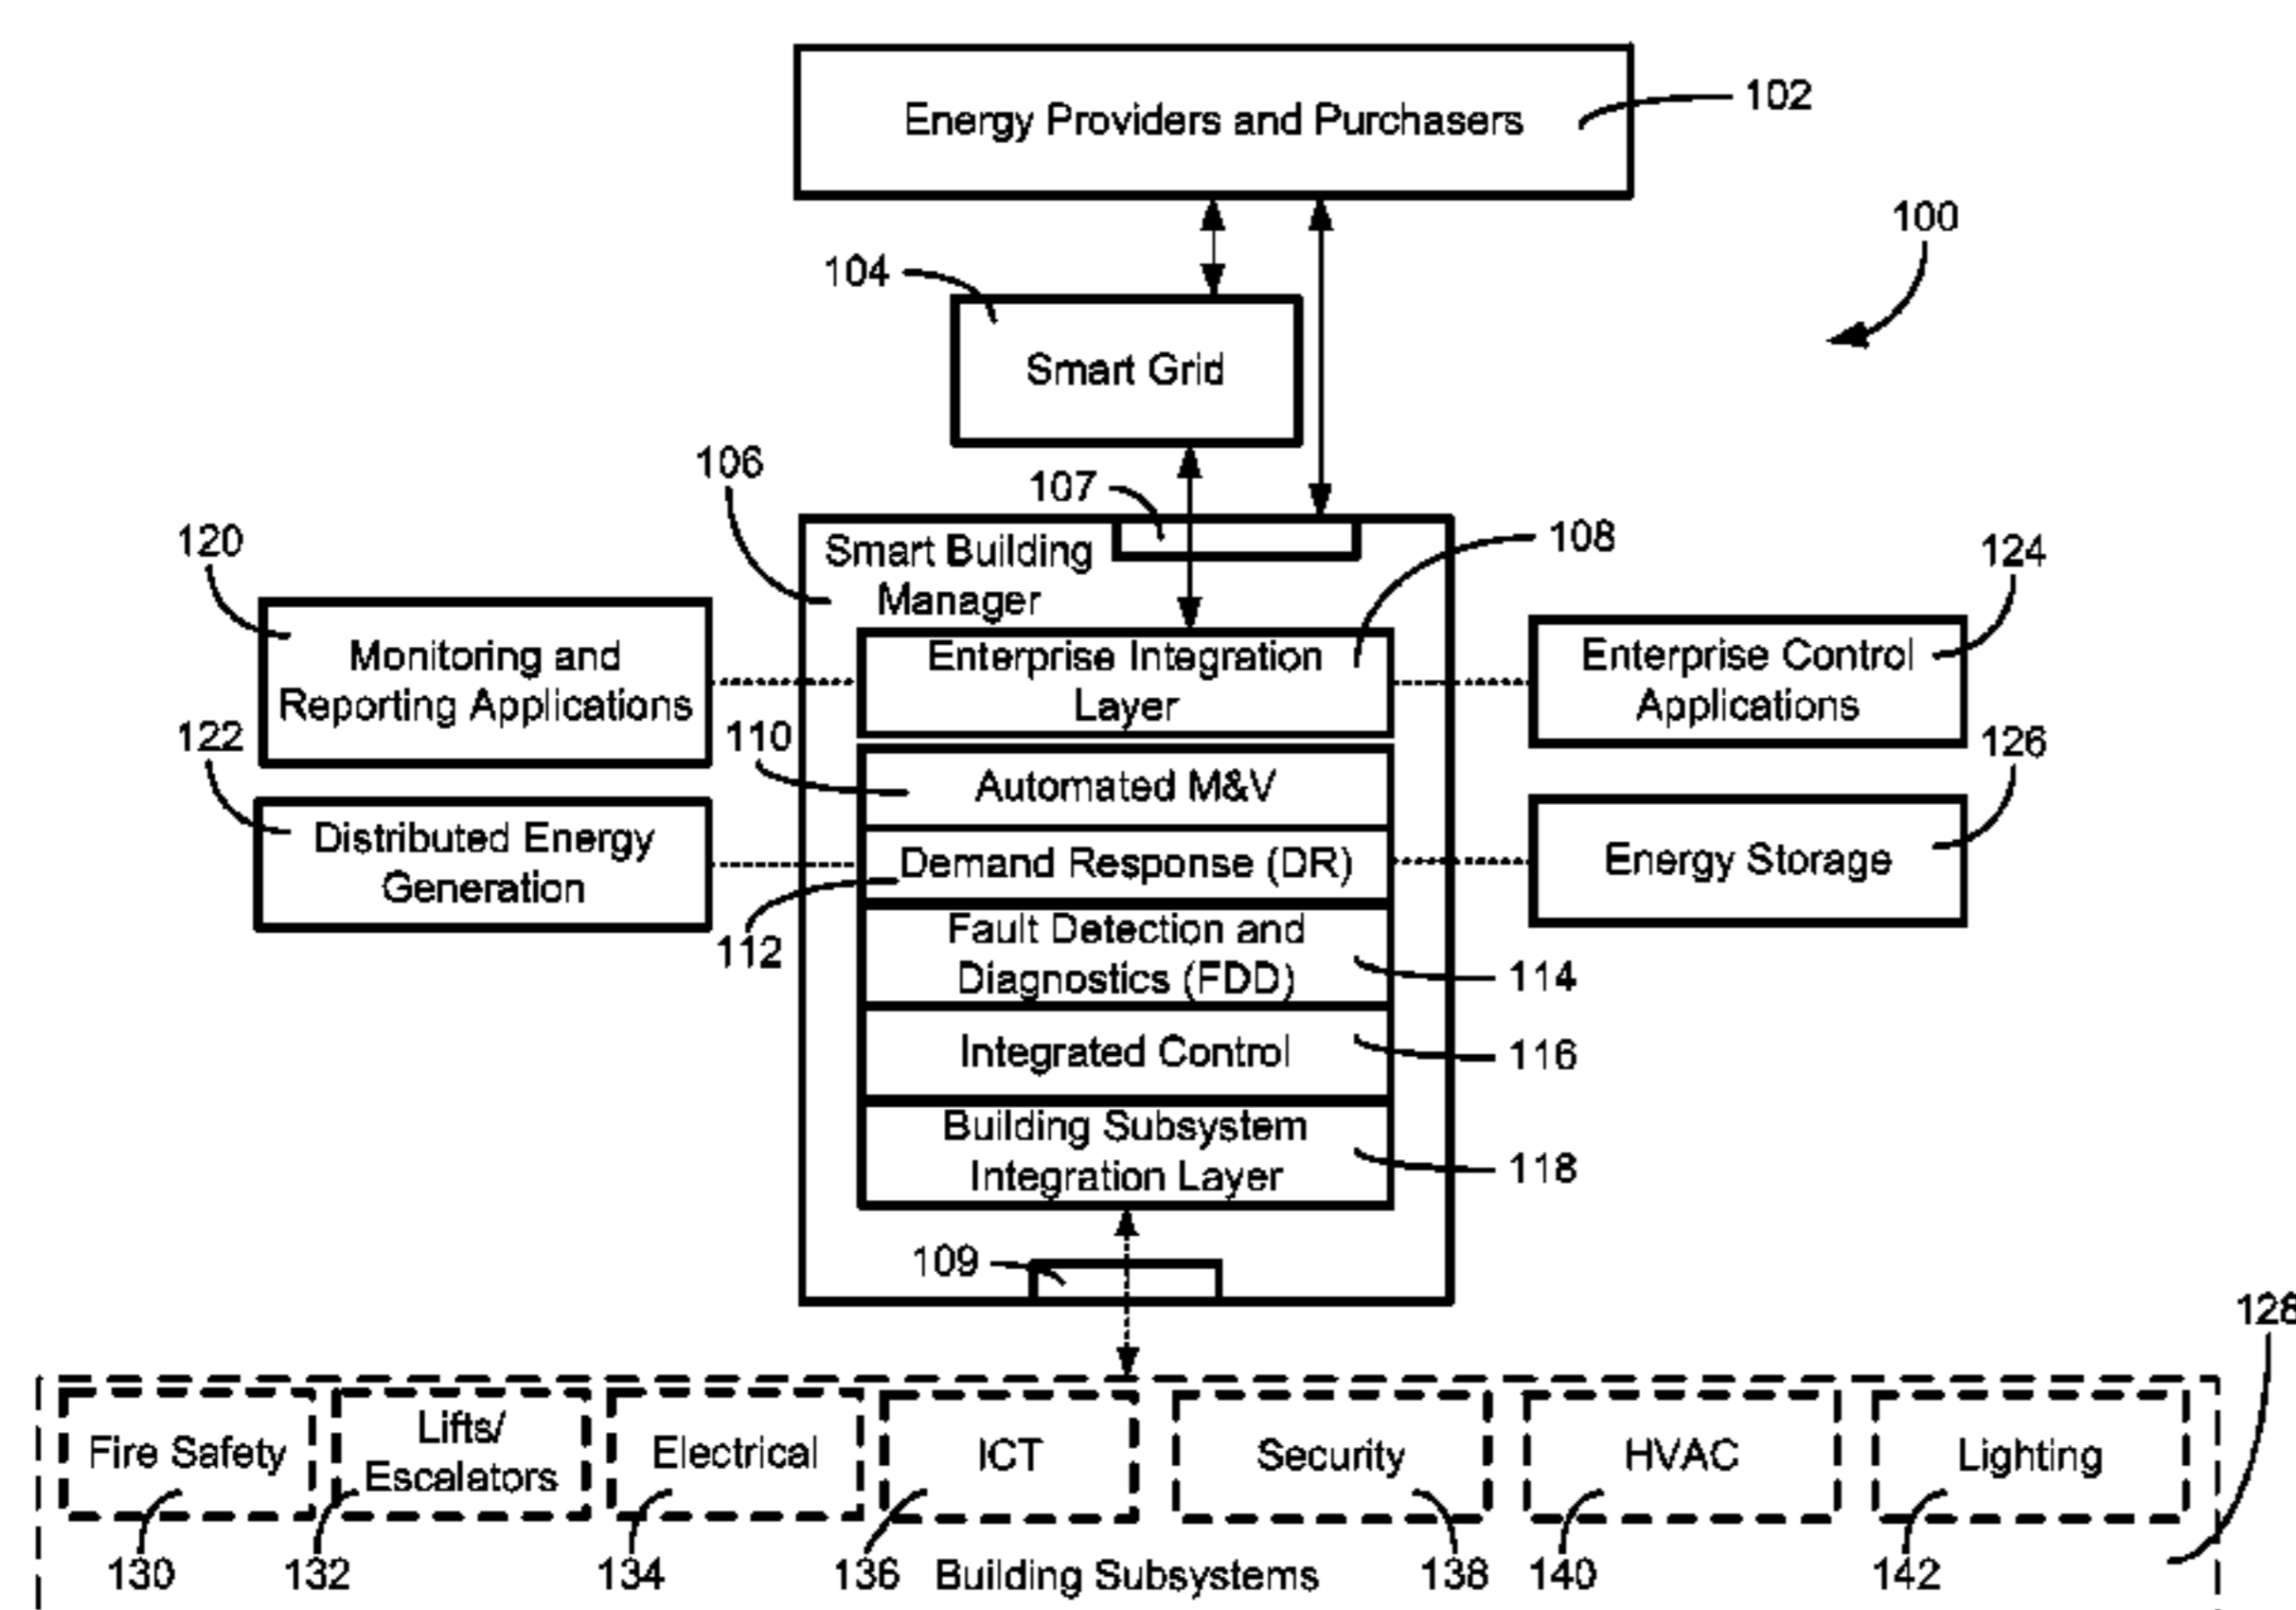 Energy Providers and Purchasers
102
100
104
Smart Grid
106
107
Smart Building
Manager
108
120
Monitoring and
Reporting Applications
Enterprise Integration
Layer
124
Enterprise Control
Applications
122
Distributed Energy
Generation
110
Automated M&V
126
Energy Storage
Demand Response (DR)
112
Fault Detection and
Diagnostics (FDD)
114
Integrated Control
116
Building Subsystem
Integration Layer
118
109
128
Fire Safety
Lifts/
Escalators
Electrical
ICT
Security
HVAC
Lighting
130
132
134
136
Building Subsystems
138
140
142